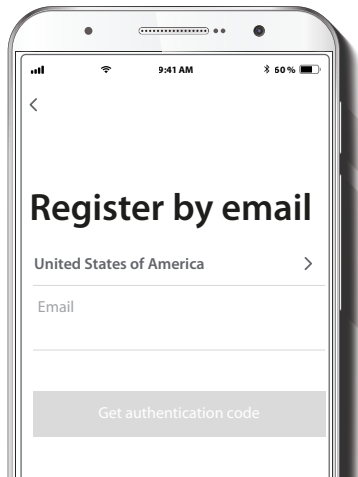 9:41 AM 60 %
Register by email
United States of America
Email
Get authentication code